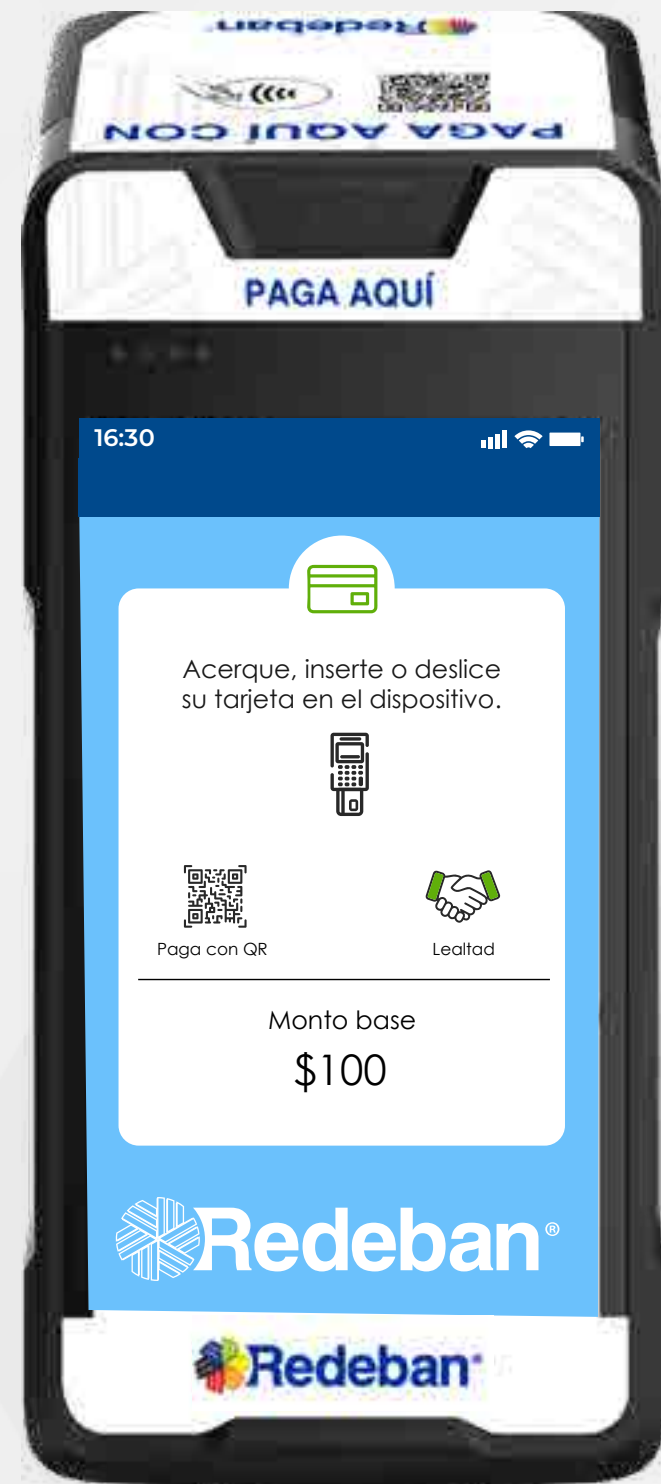 Redeban
PAGA AQUÍ CON
PAGA AQUÍ
16:30
Acerque, inserte o deslice
su tarjeta en el dispositivo.
Paga con QR
Lealtad
Monto base
$100
Redeban®
Redeban